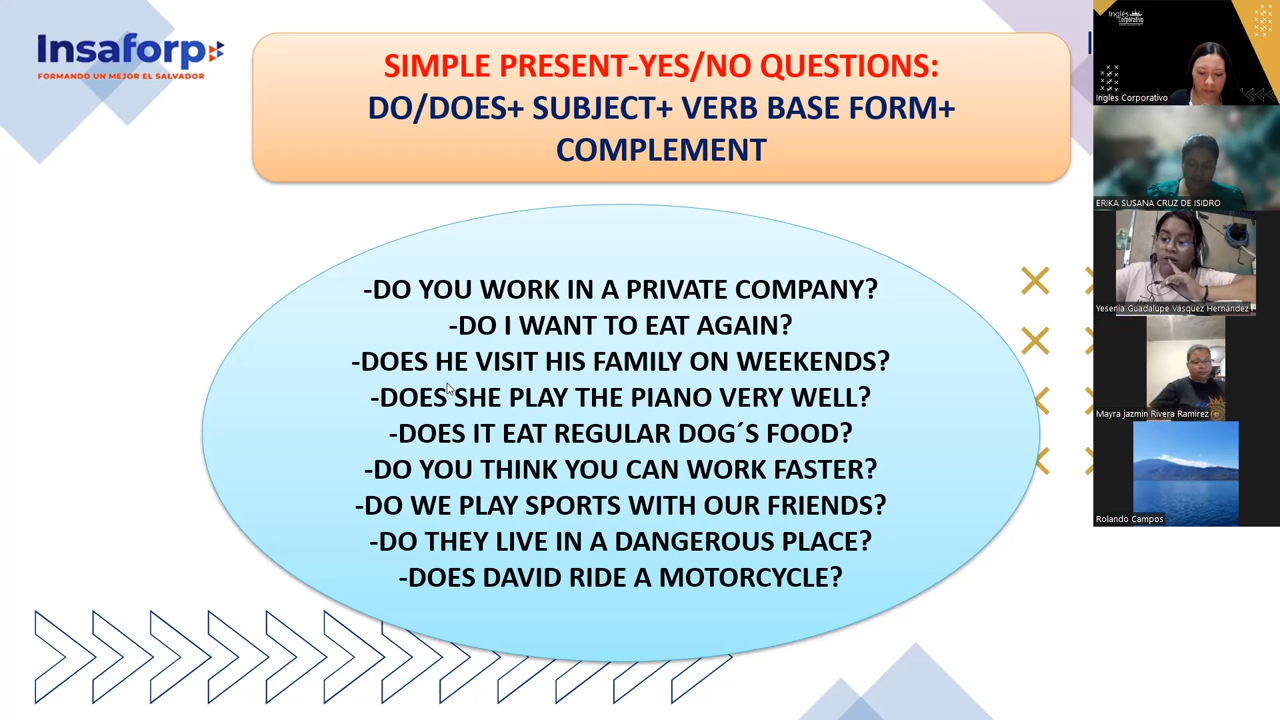 Insaforp
FORMANDO UN MEJOR EL SALVADOR
SIMPLE PRESENT-YES/NO QUESTIONS:
DO/DOES+ SUBJECT+ VERB BASE FORM+
COMPLEMENT
-DO YOU WORK IN A PRIVATE COMPANY?
-DO I WANT TO EAT AGAIN?
-DOES HE VISIT HIS FAMILY ON WEEKENDS?
-DOES SHE PLAY THE PIANO VERY WELL?
-DOES IT EAT REGULAR DOG´S FOOD?
-DO YOU THINK YOU CAN WORK FASTER?
-DO WE PLAY SPORTS WITH OUR FRIENDS?
-DO THEY LIVE IN A DANGEROUS PLACE?
-DOES DAVID RIDE A MOTORCYCLE?
Inglés
Corporativo
Ingles Corporativo
ERIKA SUSANA CRUZ DE ISIDRO
Yesenia Guadalupe Vásquez Hernández
Mayra jazmin Rivera Ramirez
Rolando Campos